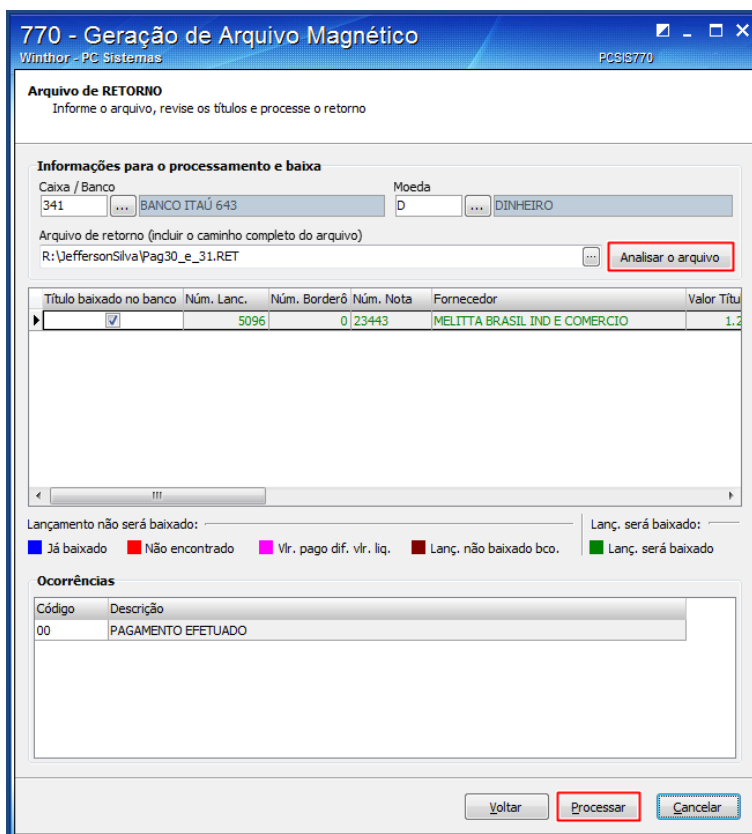 770 - Geração de Arquivo Magnético
Winthor - PC Sistemas PCSIS770
Arquivo de RETORNO
Informe o arquivo, revise os títulos e processe o retorno
Informações para o processamento e baixa
Caixa / Banco Moeda
341 ... BANCO ITAÚ 643 D ... DINHEIRO
Arquivo de retorno (incluir o caminho completo do arquivo)
R:\JeffersonSilva\Pag30_e_31.RET ... Analisar o arquivo
Título baixado no banco Núm. Lanc. Núm. Borderô Núm. Nota Fornecedor Valor Títu
5096 0 23443 MELITTA BRASIL IND E COMERCIO 1.2
Lançamento não será baixado: Lanç. será baixado:
Já baixado Não encontrado Vlr. pago dif. vlr. liq. Lanç. não baixado bco. Lanç. será baixado
Ocorrências
Código Descrição
00 PAGAMENTO EFETUADO
Voltar Processar Cancelar